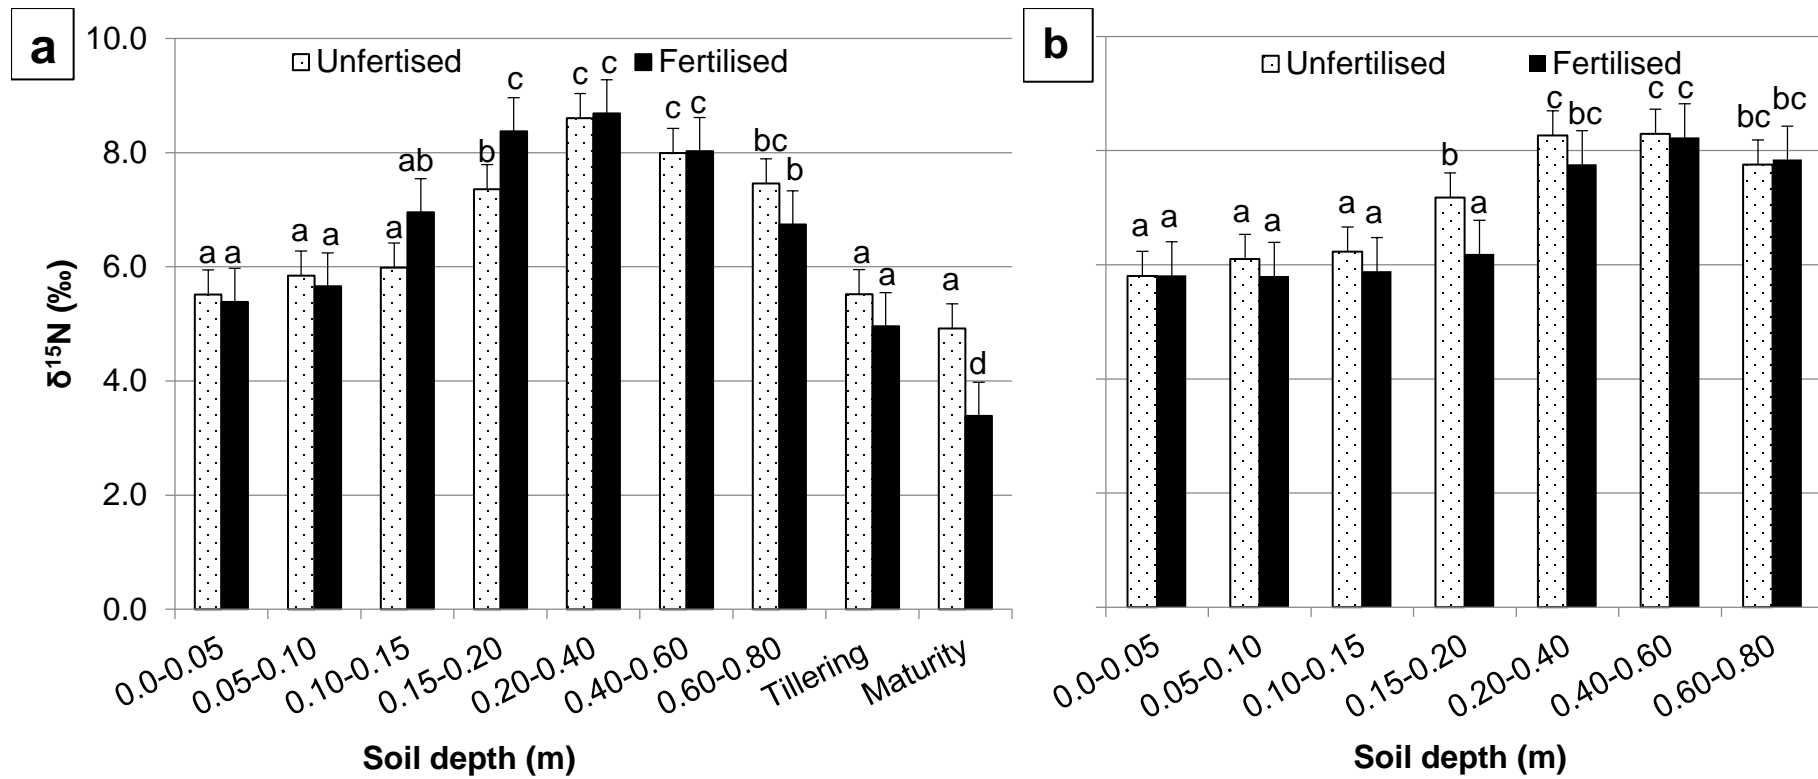 a
10.0
8.0
6.0
4.0
2.0
0.0
δ¹⁵N (‰)
Unfertised
Fertilised
a a a a a ab b c c c c c bc b a a a d
0.0-0.05
0.05-0.10
0.10-0.15
0.15-0.20
0.20-0.40
0.40-0.60
0.60-0.80
Tillering
Maturity
Soil depth (m)
b
Unfertilised
Fertilised
a a a a a a b a c bc c c bc bc
0.0-0.05
0.05-0.10
0.10-0.15
0.15-0.20
0.20-0.40
0.40-0.60
0.60-0.80
Soil depth (m)